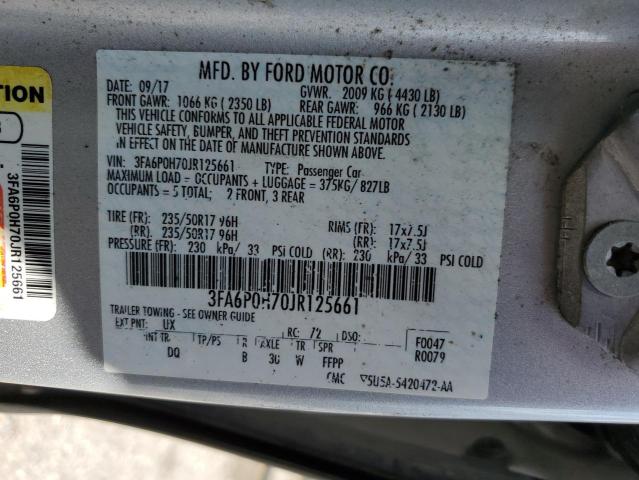 MFD. BY FORD MOTOR CO.
DATE: 09/17 GVWR: 2009 KG ( 4430 LB)
FRONT GAWR: 1066 KG ( 2350 LB) REAR GAWR: 966 KG ( 2130 LB)
THIS VEHICLE CONFORMS TO ALL APPLICABLE FEDERAL MOTOR
VEHICLE SAFETY, BUMPER, AND THEFT PREVENTION STANDARDS
IN EFFECT ON THE DATE OF MANUFACTURE SHOWN ABOVE.
VIN: 3FA6P0H70JR125661 TYPE: Passenger Car
MAXIMUM LOAD = OCCUPANTS + LUGGAGE = 375KG/ 827LB
OCCUPANTS = 5 TOTAL; 2 FRONT, 3 REAR
TIRE (FR): 235/50R17 96H RIMS (FR): 17x7.5J
(RR): 235/50R17 96H (RR): 17x7.5J
PRESSURE (FR): 230 kPa/ 33 PSI COLD (RR): 230 kPa/ 33 PSI COLD
3FA6P0H70JR125661
TRAILER TOWING - SEE OWNER GUIDE
EXT PNT: UX RC: 72 DSO: F0047
R0079
INT TR TP/PS R AXLE TR SPR
DQ B 30 W FFPP
5U5A-5420472-AA
TION
3FA6P0H70JR125661